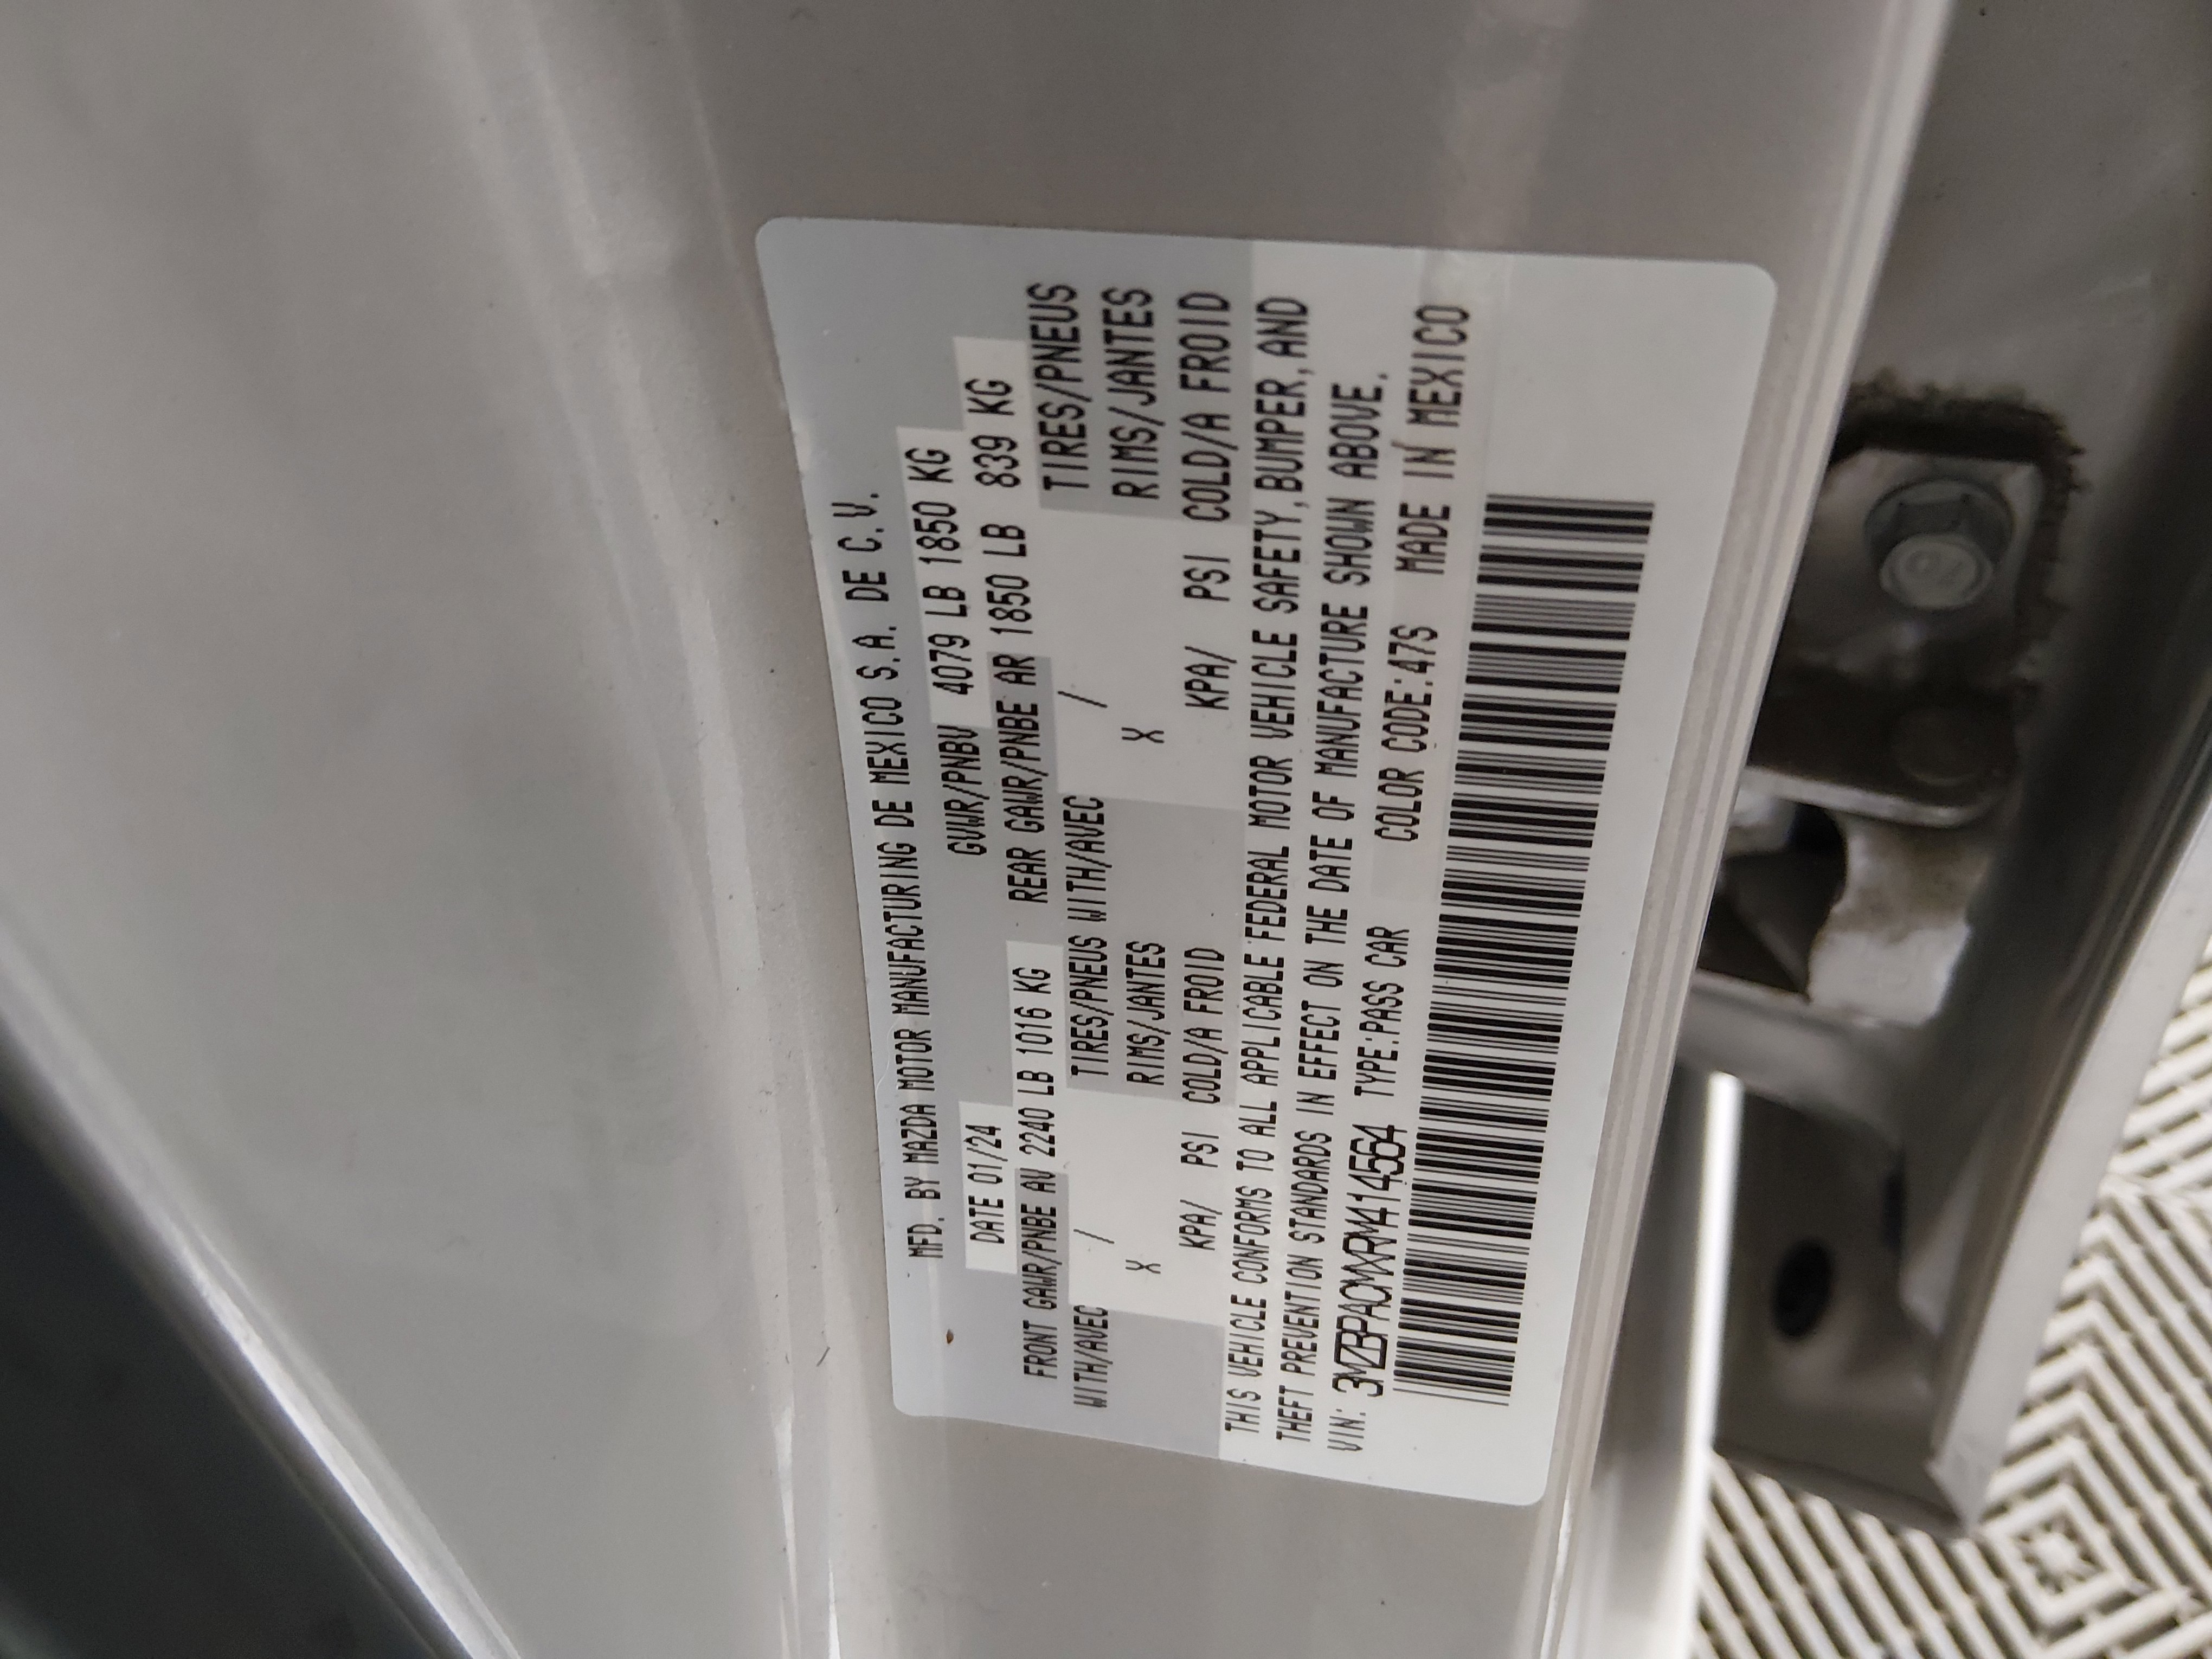 MFD. BY MAZDA MOTOR MANUFACTURING DE MEXICO S.A. DE C.V.
DATE 01/24 GVWR/PNBV 4079 LB 1850 KG
FRONT GAWR/PNBE AV 2240 LB 1016 KG REAR GAWR/PNBE AR 1850 LB 839 KG
WITH/AVEC / TIRES/PNEUS WITH/AVEC / TIRES/PNEUS
X RIMS/JANTES X RIMS/JANTES
KPA/ PSI COLD/A FROID KPA/ PSI COLD/A FROID
THIS VEHICLE CONFORMS TO ALL APPLICABLE FEDERAL MOTOR VEHICLE SAFETY, BUMPER, AND
THEFT PREVENTION STANDARDS IN EFFECT ON THE DATE OF MANUFACTURE SHOWN ABOVE.
VIN: 3MZBPACMXRM414564 TYPE:PASS CAR COLOR CODE:47S MADE IN MEXICO